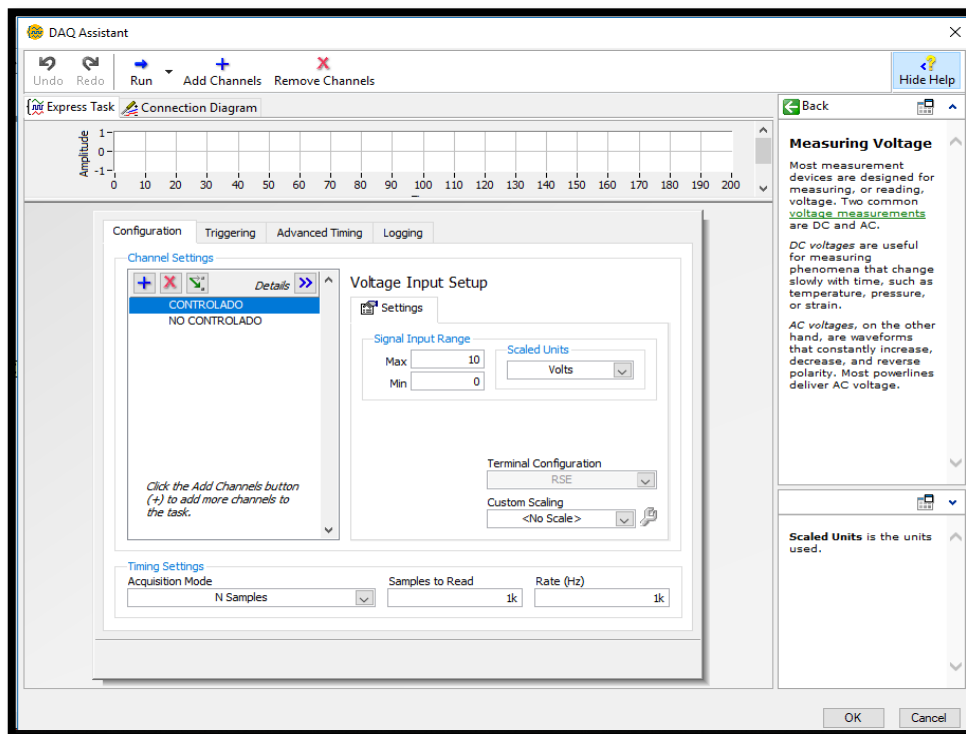 DAQ Assistant
Undo Redo Run Add Channels Remove Channels Hide Help
Express Task Connection Diagram
Amplitude
1
0
-1
0 10 20 30 40 50 60 70 80 90 100 110 120 130 140 150 160 170 180 190 200
Configuration Triggering Advanced Timing Logging
Channel Settings
Details
CONTROLADO
NO CONTROLADO
Click the Add Channels button
(+) to add more channels to
the task.
Voltage Input Setup
Settings
Signal Input Range
Max 10
Min 0
Scaled Units
Volts
Terminal Configuration
RSE
Custom Scaling
<No Scale>
Timing Settings
Acquisition Mode Samples to Read Rate (Hz)
N Samples 1k 1k
Back
Measuring Voltage
Most measurement
devices are designed for
measuring, or reading,
voltage. Two common
voltage measurements
are DC and AC.
DC voltages are useful
for measuring
phenomena that change
slowly with time, such as
temperature, pressure,
or strain.
AC voltages, on the other
hand, are waveforms
that constantly increase,
decrease, and reverse
polarity. Most powerlines
deliver AC voltage.
Scaled Units is the units
used.
OK Cancel